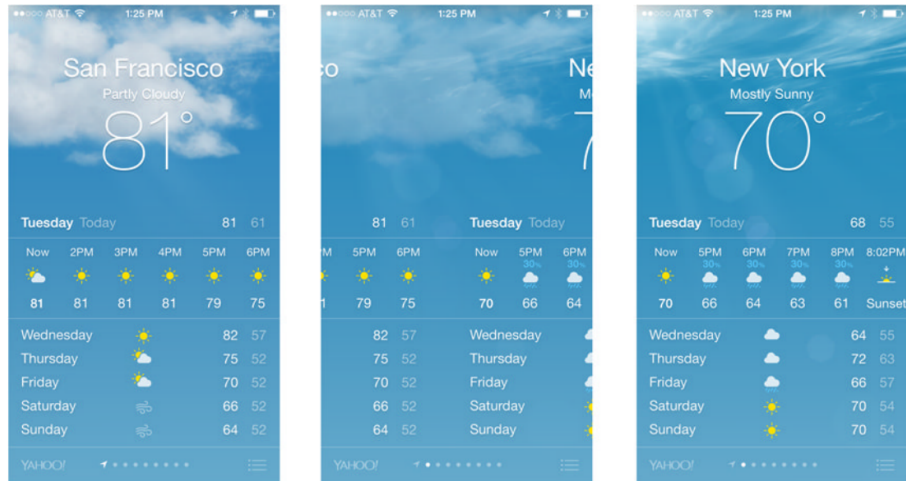 AT&T 1:25 PM
San Francisco
Partly Cloudy
81°
Tuesday Today 81 61
Now 2PM 3PM 4PM 5PM 6PM
81 81 81 81 79 75
Wednesday 82 57
Thursday 75 52
Friday 70 52
Saturday 66 52
Sunday 64 52
YAHOO!
AT&T 1:25 PM
co Ne
M
7
81 61 Tuesday Today
M 5PM 6PM Now 5PM 6PM
30% 30%
1 79 75 70 66 64
82 57 Wednesday
75 52 Thursday
70 52 Friday
66 52 Saturday
64 52 Sunday
YAHOO!
AT&T 1:25 PM
New York
Mostly Sunny
70°
Tuesday Today 68 55
Now 5PM 6PM 7PM 8PM 8:02PM
30% 30% 30% 30%
70 66 64 63 61 Sunset
Wednesday 64 55
Thursday 72 63
Friday 66 57
Saturday 70 54
Sunday 70 54
YAHOO!